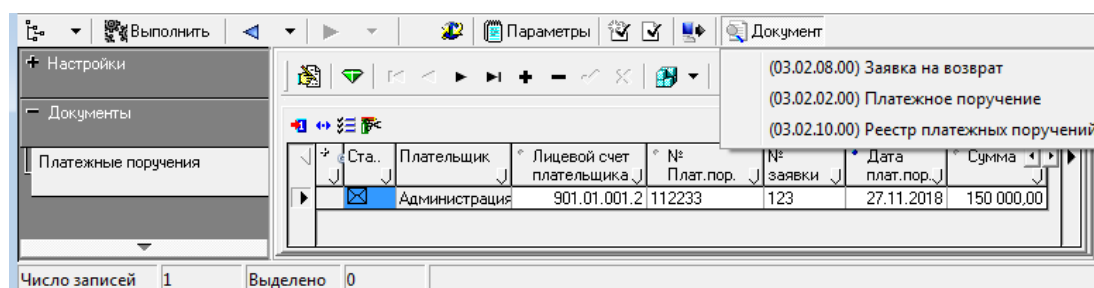 Выполнить Параметры Документ
Настройки
Документы
Платежные поручения
(03.02.08.00) Заявка на возврат
(03.02.02.00) Платежное поручение
(03.02.10.00) Реестр платежных поручений
Ста.. Плательщик Лицевой счет плательщика № Плат.пор. № заявки Дата плат.пор. Сумма
Администрация 901.01.001.2 112233 123 27.11.2018 150 000,00
Число записей 1 Выделено 0